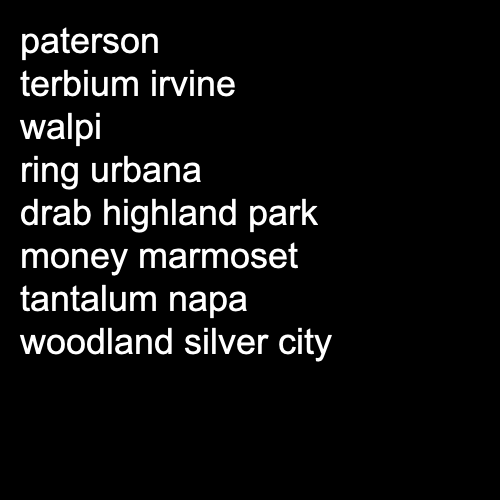 paterson
terbium irvine
walpi
ring urbana
drab highland park
money marmoset
tantalum napa
woodland silver city